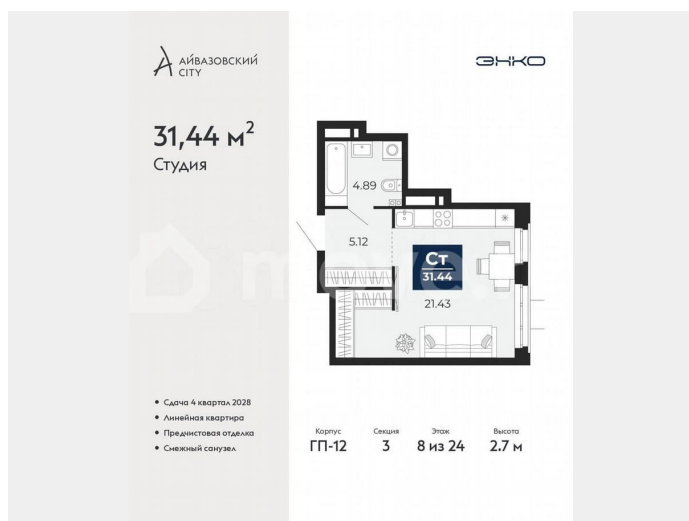 АЙВАЗОВСКИЙ
CITY
ЭНКО
31,44 м²
Студия
4.89
5.12
Ст
31.44
21.43
• Сдача 4 квартал 2028
• Линейная квартира
• Предчистовая отделка
• Смежный санузел
Корпус
ГП-12
Секция
3
Этаж
8 из 24
Высота
2.7 м